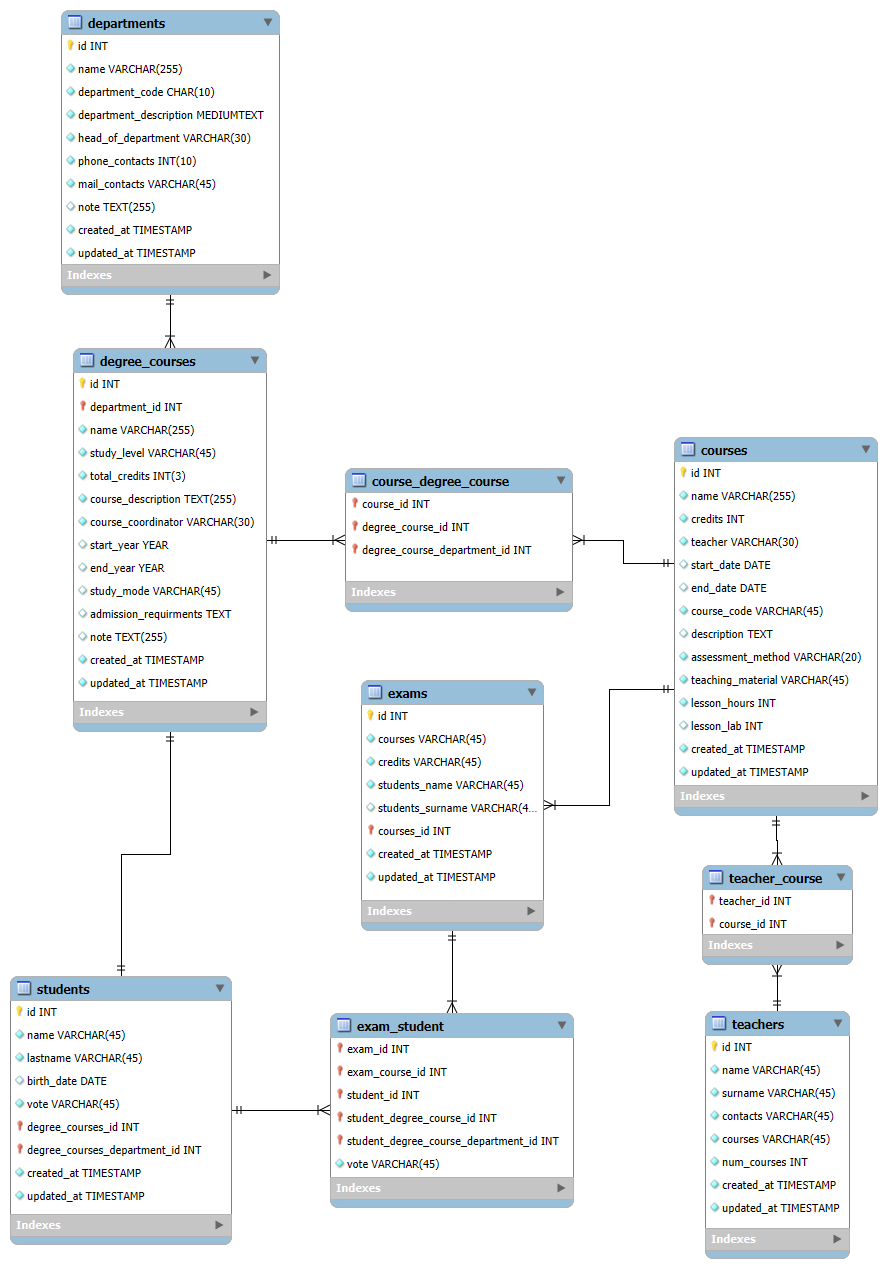 departments
id INT
name VARCHAR(255)
department_code CHAR(10)
department_description MEDIUMTEXT
head_of_department VARCHAR(30)
phone_contacts INT(10)
mail_contacts VARCHAR(45)
note TEXT(255)
created_at TIMESTAMP
updated_at TIMESTAMP
Indexes
degree_courses
id INT
department_id INT
name VARCHAR(255)
study_level VARCHAR(45)
total_credits INT(3)
course_description TEXT(255)
course_coordinator VARCHAR(30)
start_year YEAR
end_year YEAR
study_mode VARCHAR(45)
admission_requirments TEXT
note TEXT(255)
created_at TIMESTAMP
updated_at TIMESTAMP
Indexes
course_degree_course
course_id INT
degree_course_id INT
degree_course_department_id INT
Indexes
courses
id INT
name VARCHAR(255)
credits INT
teacher VARCHAR(30)
start_date DATE
end_date DATE
course_code VARCHAR(45)
description TEXT
assessment_method VARCHAR(20)
teaching_material VARCHAR(45)
lesson_hours INT
lesson_lab INT
created_at TIMESTAMP
updated_at TIMESTAMP
Indexes
exams
id INT
courses VARCHAR(45)
credits VARCHAR(45)
students_name VARCHAR(45)
students_surname VARCHAR(4...
courses_id INT
created_at TIMESTAMP
updated_at TIMESTAMP
Indexes
teacher_course
teacher_id INT
course_id INT
Indexes
students
id INT
name VARCHAR(45)
lastname VARCHAR(45)
birth_date DATE
vote VARCHAR(45)
degree_courses_id INT
degree_courses_department_id INT
created_at TIMESTAMP
updated_at TIMESTAMP
Indexes
exam_student
exam_id INT
exam_course_id INT
student_id INT
student_degree_course_id INT
student_degree_course_department_id INT
vote VARCHAR(45)
Indexes
teachers
id INT
name VARCHAR(45)
surname VARCHAR(45)
contacts VARCHAR(45)
courses VARCHAR(45)
num_courses INT
created_at TIMESTAMP
updated_at TIMESTAMP
Indexes